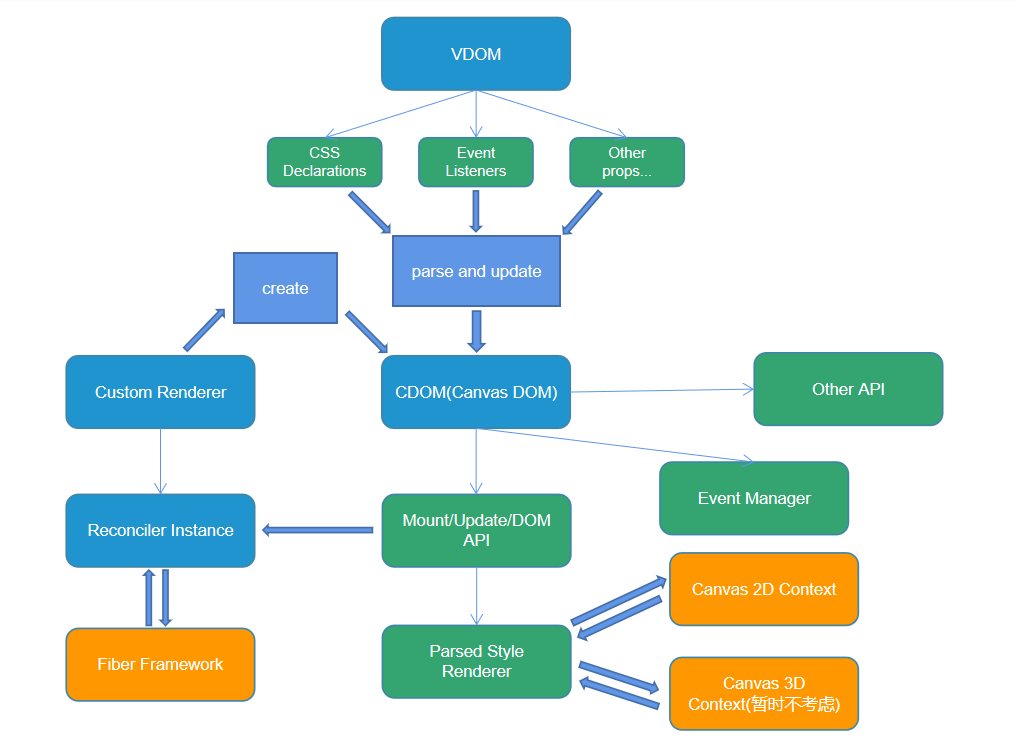 VDOM
CSS
Declarations
Event
Listeners
Other
props...
create
parse and update
Custom Renderer
CDOM(Canvas DOM)
Other API
Event Manager
Reconciler Instance
Mount/Update/DOM
API
Canvas 2D Context
Fiber Framework
Parsed Style
Renderer
Canvas 3D
Context(暂时不考虑)